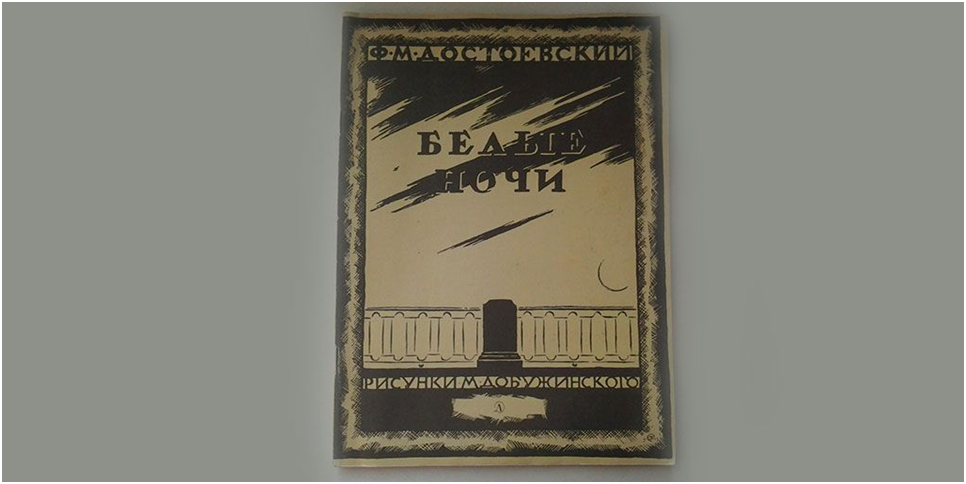 Ф·М·ДОСТОЕВСКИЙ
БЕЛЫЕ
НОЧИ
РИСУНКИ М·ДОБУЖИНСКОГО
Д